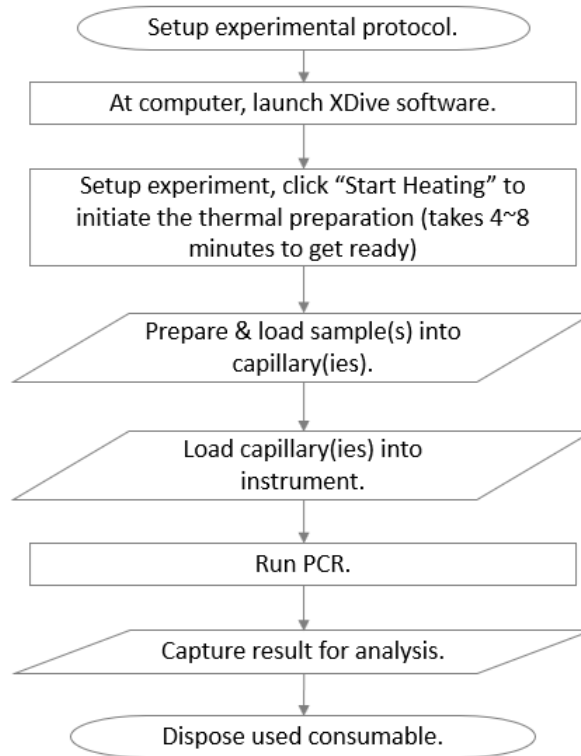 Setup experimental protocol.
At computer, launch XDive software.
Setup experiment, click “Start Heating” to
initiate the thermal preparation (takes 4~8
minutes to get ready)
Prepare & load sample(s) into
capillary(ies).
Load capillary(ies) into
instrument.
Run PCR.
Capture result for analysis.
Dispose used consumable.